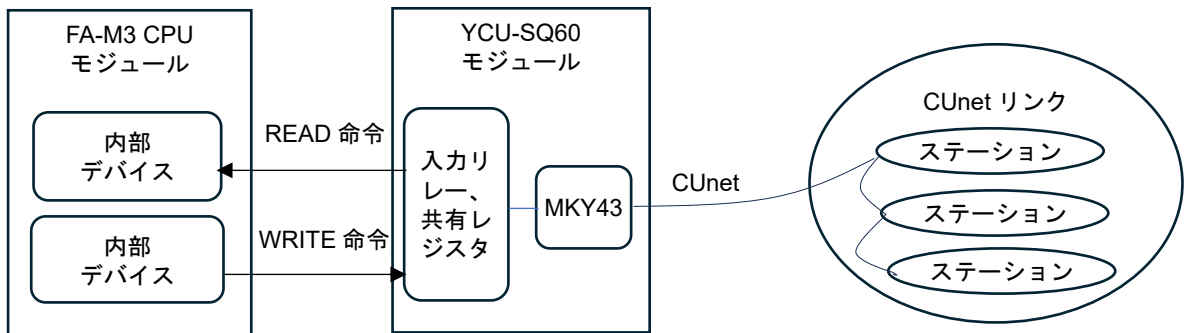 FA-M3 CPU
モジュール
内部
デバイス
内部
デバイス
READ 命令
WRITE 命令
YCU-SQ60
モジュール
入力リ
レー、
共有レ
ジスタ
MKY43
CUnet
CUnet リンク
ステーション
ステーション
ステーション